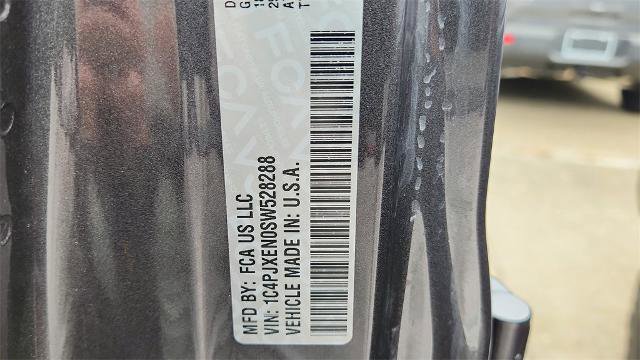 MFD BY: FCA US LLC
VIN: 1C4PJXEN0SW528288
VEHICLE MADE IN: U.S.A.